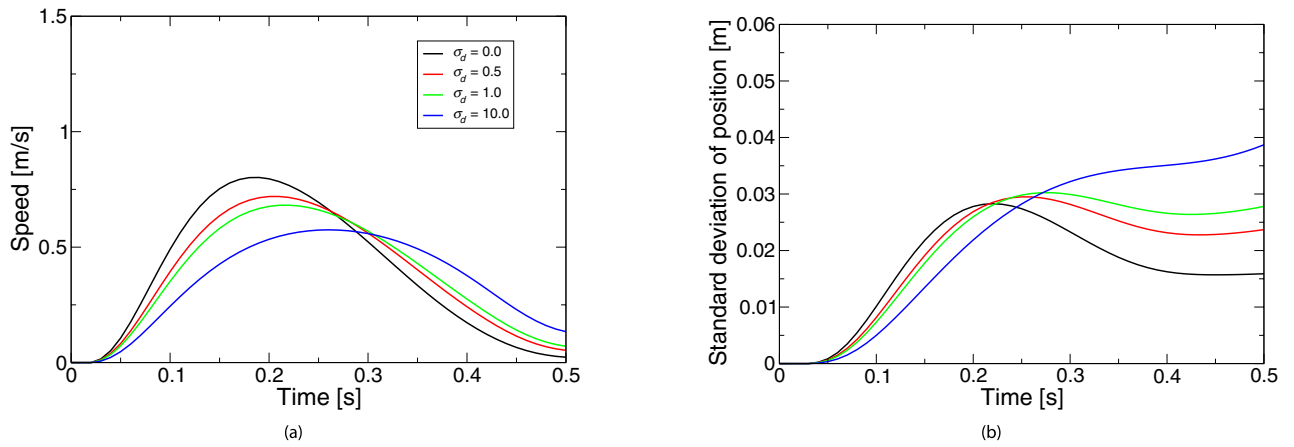 1.5
1
0.5
0
Speed [m/s]
σd = 0.0
σd = 0.5
σd = 1.0
σd = 10.0
0 0.1 0.2 0.3 0.4 0.5
Time [s]
(a)
0.06
0.05
0.04
0.03
0.02
0.01
0
Standard deviation of position [m]
0.1 0.2 0.3 0.4 0.5
Time [s]
(b)